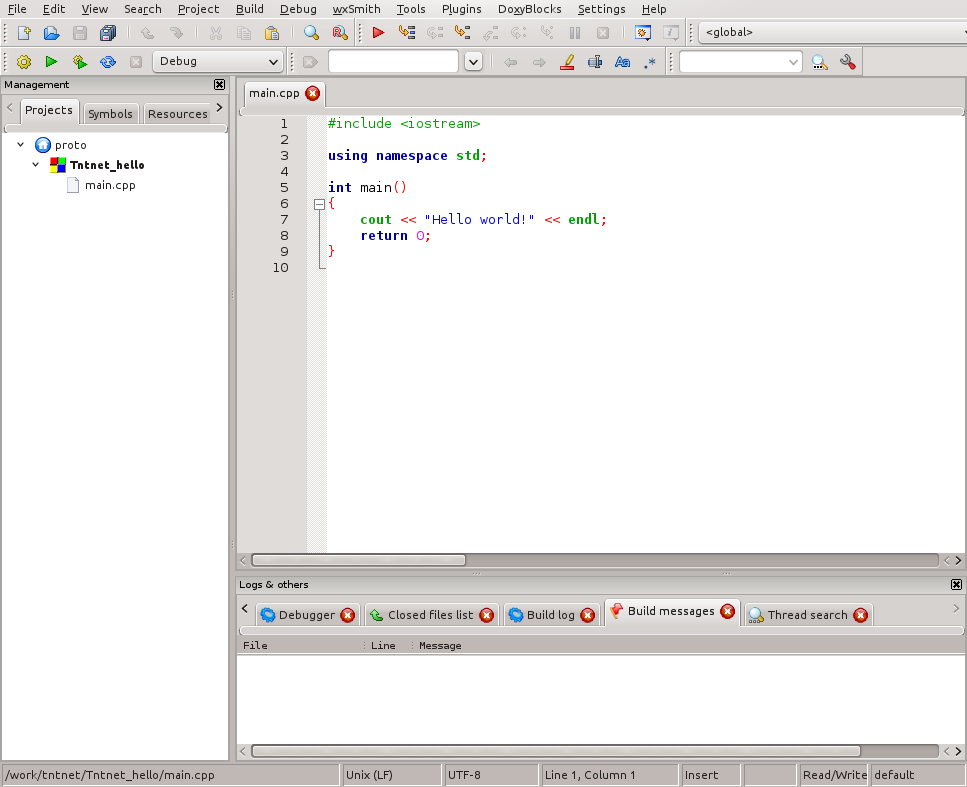 File Edit View Search Project Build Debug wxSmith Tools Plugins DoxyBlocks Settings Help
<global>
Debug
Management
Projects Symbols Resources
proto
Tntnet_hello
main.cpp
main.cpp
1 #include <iostream>
2
3 using namespace std;
4
5 int main()
6 {
7     cout << "Hello world!" << endl;
8     return 0;
9 }
10
Logs & others
Debugger Closed files list Build log Build messages Thread search
File Line Message
/work/tntnet/Tntnet_hello/main.cpp Unix (LF) UTF-8 Line 1, Column 1 Insert Read/Write default